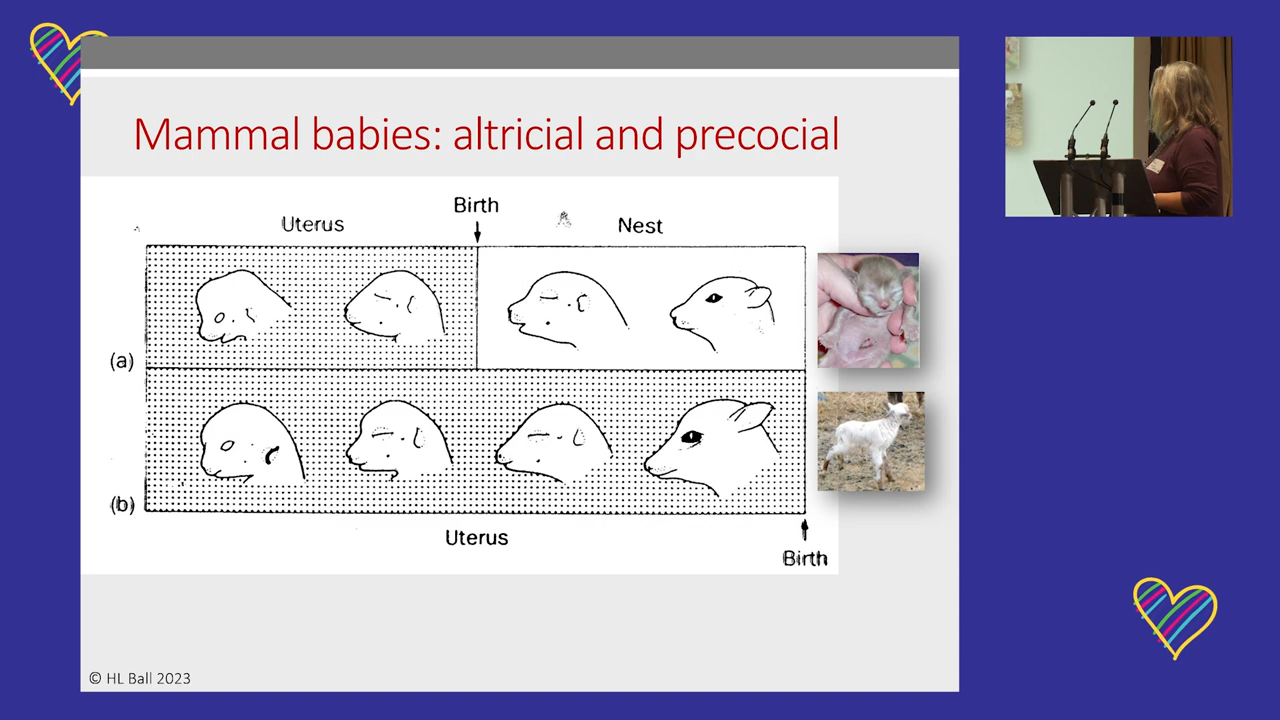 Mammal babies: altricial and precocial
Birth
Uterus
Nest
(a)
(b)
Uterus
Birth
© HL Ball 2023